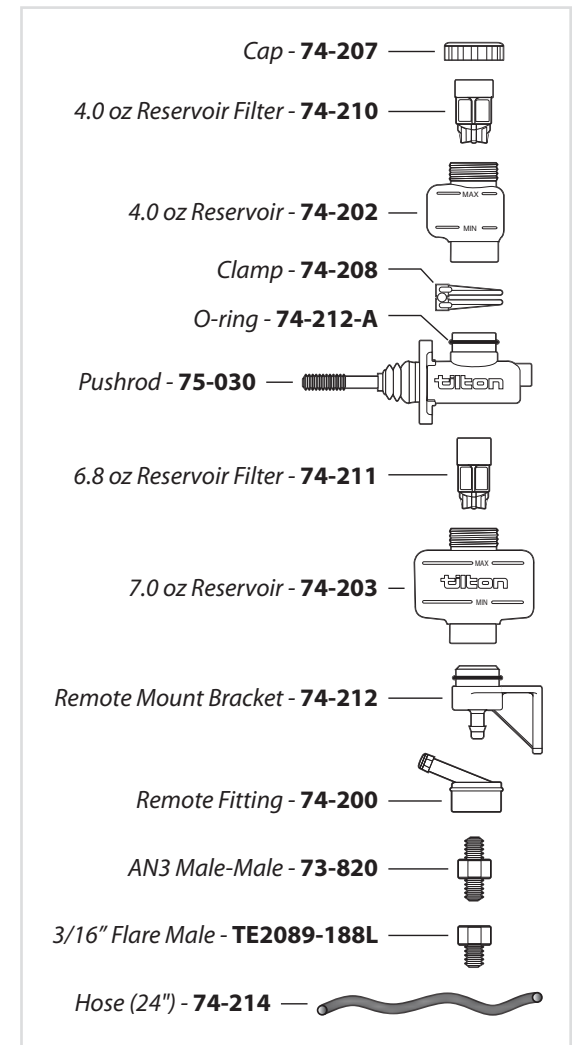 Cap - 74-207
4.0 oz Reservoir Filter - 74-210
MAX
4.0 oz Reservoir - 74-202
MIN
Clamp - 74-208
O-ring - 74-212-A
Pushrod - 75-030
tilton
6.8 oz Reservoir Filter - 74-211
MAX
tilton
7.0 oz Reservoir - 74-203
MIN
Remote Mount Bracket - 74-212
Remote Fitting - 74-200
AN3 Male-Male - 73-820
3/16” Flare Male - TE2089-188L
Hose (24") - 74-214